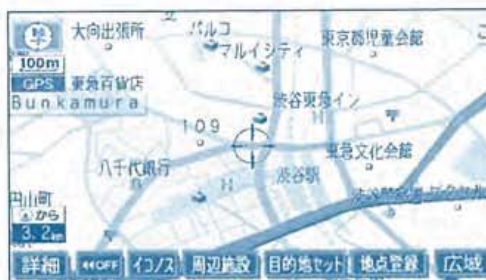 大向出張所
パルコ
マルイシティ
東京都児童会館
100m
GPS
東急百貨店
Bunkamura
渋谷東急イン
109
八千代銀行
東急文化会館
渋谷駅
円山町
から
3.2km
詳細
◀◀OFF
イコノス
周辺施設
目的地セット
地点登録
広域